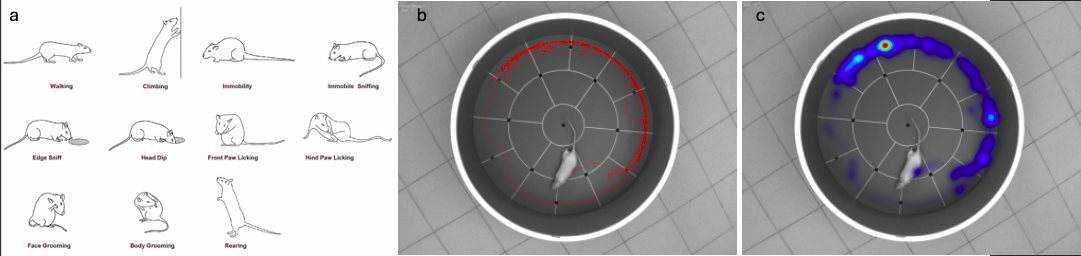 a
b
c
Walking
Climbing
Immobility
Immobile Sniffing
Edge Sniff
Head Dip
Front Paw Licking
Hind Paw Licking
Face Grooming
Body Grooming
Rearing